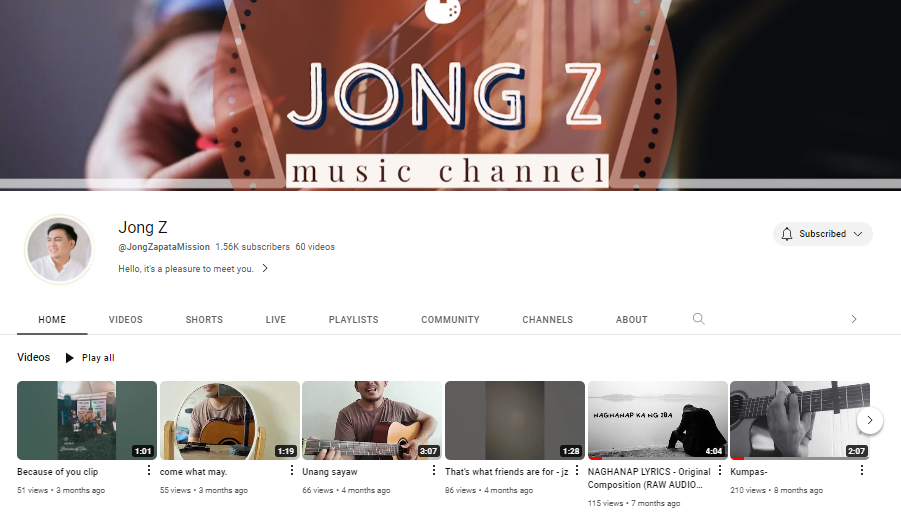 JONG Z
music channel
Jong Z
@JongZapataMission 1.56K subscribers 60 videos
Subscribed
Hello, it's a pleasure to meet you.
HOME VIDEOS SHORTS LIVE PLAYLISTS COMMUNITY CHANNELS ABOUT
Videos Play all
1:01 1:19 3:07 1:28 NAGHANAP KA NG IBA 4:04 2:07
Because of you clip
51 views • 3 months ago
come what may.
55 views • 3 months ago
Unang sayaw
66 views • 4 months ago
That's what friends are for - jz
86 views • 4 months ago
NAGHANAP LYRICS - Original
Composition (RAW AUDIO...
115 views • 7 months ago
Kumpas-
210 views • 8 months ago